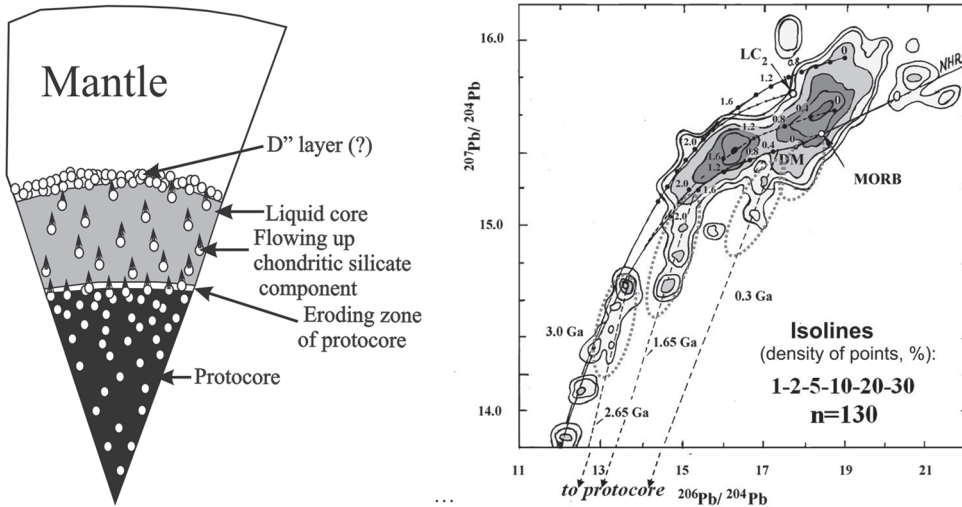 Mantle
D” layer (?)
Liquid core
Flowing up
chondritic silicate
component
Eroding zone
of protocore
Protocore
...
16.0
15.0
14.0
²⁰⁷Pb/ ²⁰⁴Pb
LC₂
0.8
0
1.2
1.6
2.0
NHR
0.4
0
0.8
1.2
1.6
2.0
0
0.4
0.8
1.2
1.6
2.0
DM
MORB
3.0 Ga
0.3 Ga
1.65 Ga
2.65 Ga
Isolines
(density of points, %):
1-2-5-10-20-30
n=130
11 13 15 17 19 21
to protocore ²⁰⁶Pb/ ²⁰⁴Pb